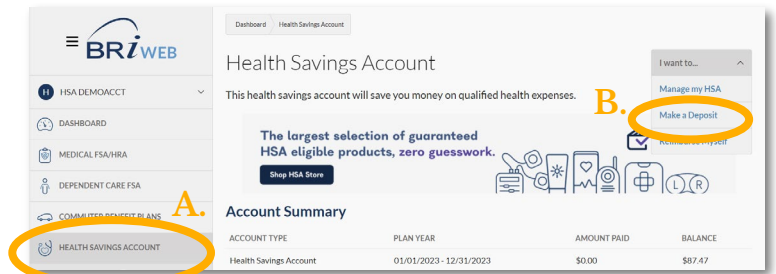 BRiWEB
H HSA DEMOACCT
DASHBOARD
MEDICAL FSA/HRA
DEPENDENT CARE FSA
COMMUTER BENEFIT PLANS
A.
HEALTH SAVINGS ACCOUNT
Dashboard Health Savings Account
Health Savings Account
This health savings account will save you money on qualified health expenses.
I want to...
Manage my HSA
B.
Make a Deposit
Reimburse Myself
The largest selection of guaranteed
HSA eligible products, zero guesswork.
Shop HSA Store
L R
Account Summary
ACCOUNT TYPE PLAN YEAR AMOUNT PAID BALANCE
Health Savings Account 01/01/2023 - 12/31/2023 $0.00 $87.47